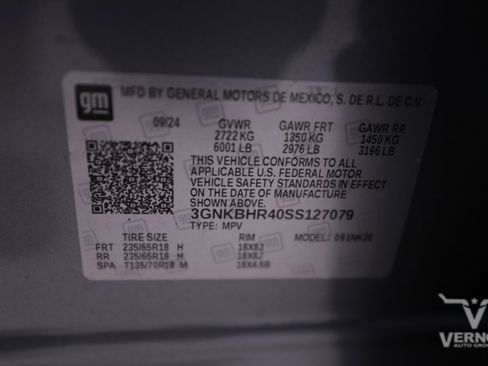 gm
MFD BY GENERAL MOTORS DE MEXICO, S. DE R.L. DE C.V.
09/24 GVWR GAWR FRT GAWR RR
2722 KG 1350 KG 1450 KG
6001 LB 2976 LB 3196 LB
THIS VEHICLE CONFORMS TO ALL
APPLICABLE U.S. FEDERAL MOTOR
VEHICLE SAFETY STANDARDS IN EFFECT
ON THE DATE OF MANUFACTURE
SHOWN ABOVE.
3GNKBHR40SS127079
TYPE: MPV MODEL: 091NK26
TIRE SIZE RIM
FRT 235/65R18 H 18X8J
RR 235/65R18 H 18X8J
SPA T135/70R18 M 18X4.5B
VERNO
AUTO GROUP